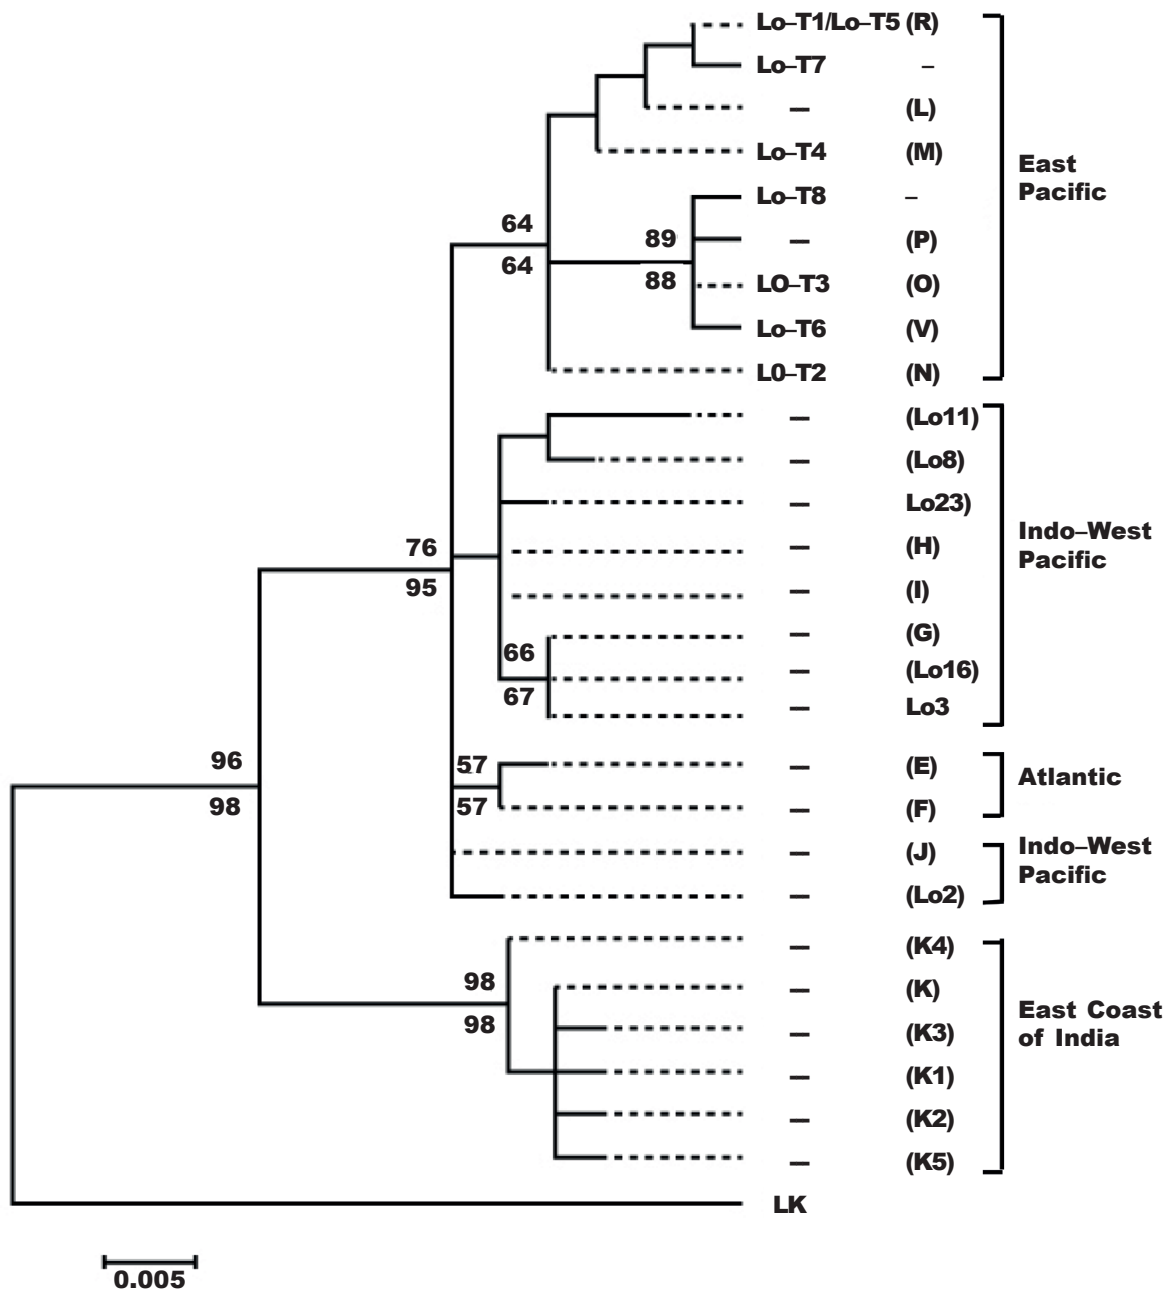 Lo–T1/Lo–T5 (R)
Lo–T7 –
– (L)
Lo–T4 (M)
East
Pacific
Lo–T8 –
64
89
– (P)
64
88
LO–T3 (O)
Lo–T6 (V)
L0–T2 (N)
– (Lo11)
– (Lo8)
– Lo23)
Indo–West
Pacific
76
– (H)
95
– (I)
– (G)
66
– (Lo16)
67
– Lo3
96
57
– (E)
Atlantic
98
57
– (F)
– (J)
Indo–West
Pacific
– (Lo2)
– (K4)
98
– (K)
East Coast
of India
98
– (K3)
– (K1)
– (K2)
– (K5)
LK
0.005